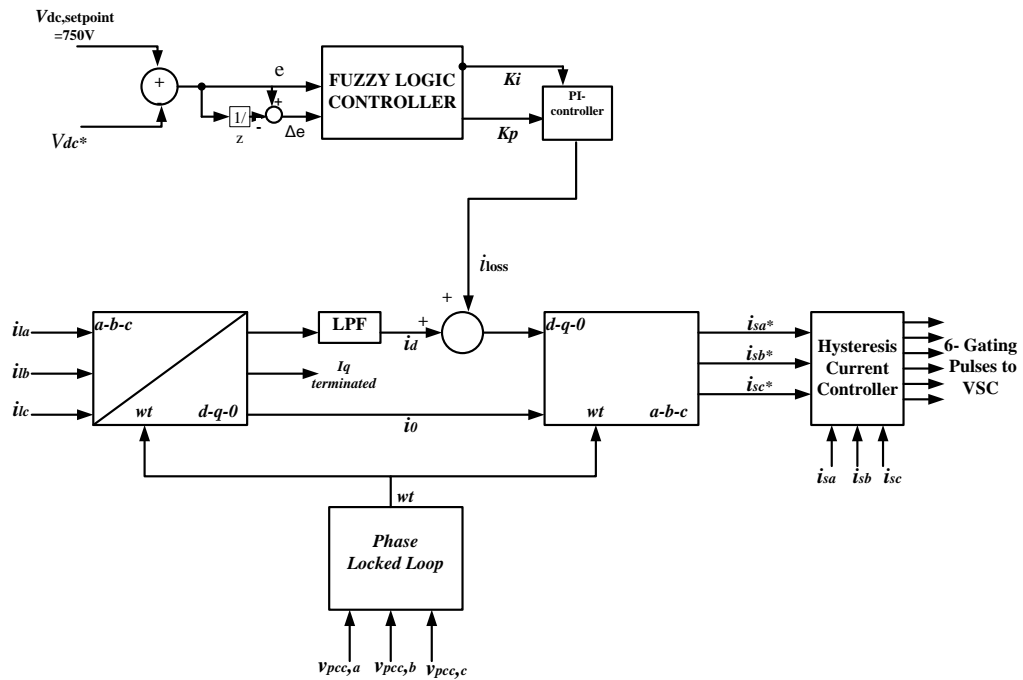 Vdc,setpoint
=750V
+
Vdc*
e
1/
z
+
-
Δe
FUZZY LOGIC
CONTROLLER
Ki
Kp
PI-
controller
iloss
+
ila
ilb
ilc
a-b-c
wt
d-q-0
LPF
+
id
Iq
terminated
i0
d-q-0
wt
a-b-c
isa*
isb*
isc*
Hysteresis
Current
Controller
6- Gating
Pulses to
VSC
isa
isb
isc
wt
Phase
Locked Loop
vpcc,a
vpcc,b
vpcc,c